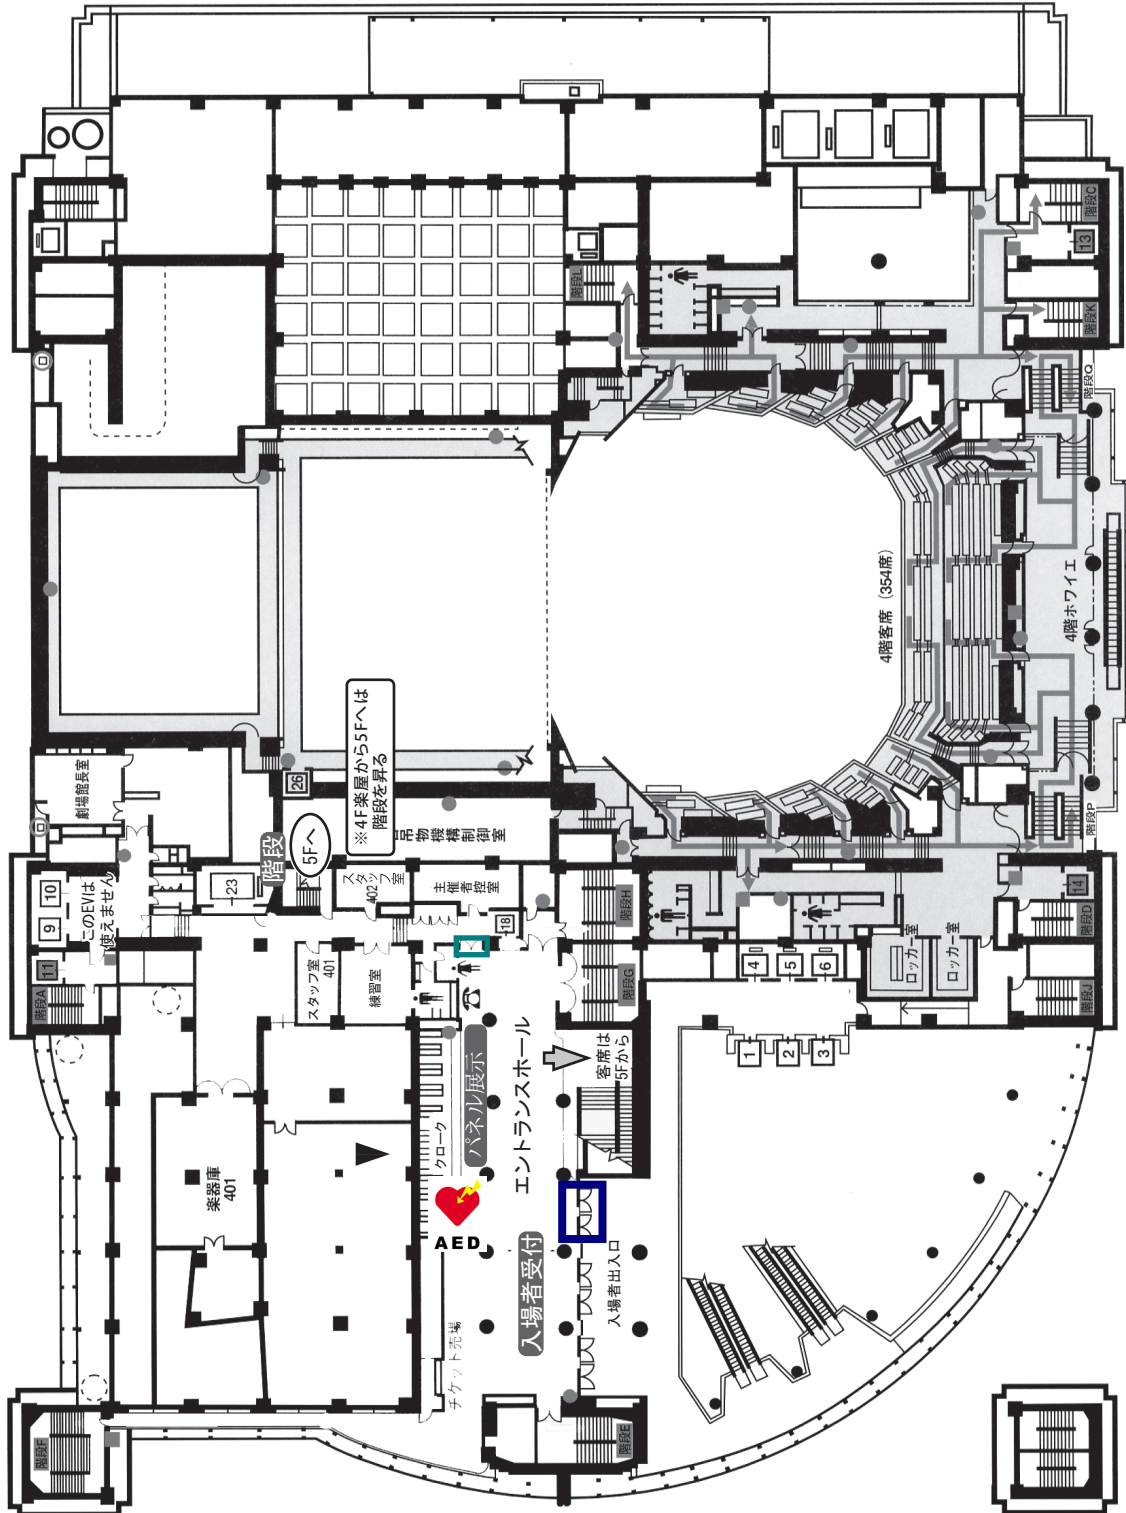 階段C
13
階段K
階段L
階段Q
4階客席（354席）
4階ホワイエ
階段P
劇場館長室
26
※4F楽屋から5Fへは
階段を昇る
吊物機構制御室
階段
5Fへ
スタッフ室
402
主催者控室
18
23
9
10
このEVは
使えません
11
階段A
スタッフ室
401
練習室
階段H
階段G
4
5
6
ロッカー室
ロッカー室
14
階段D
階段J
1
2
3
客席は
5Fから
エントランスホール
パネル展示
クローク
楽器庫
401
AED
入場者受付
入場者出入口
チケット売場
階段E
階段F